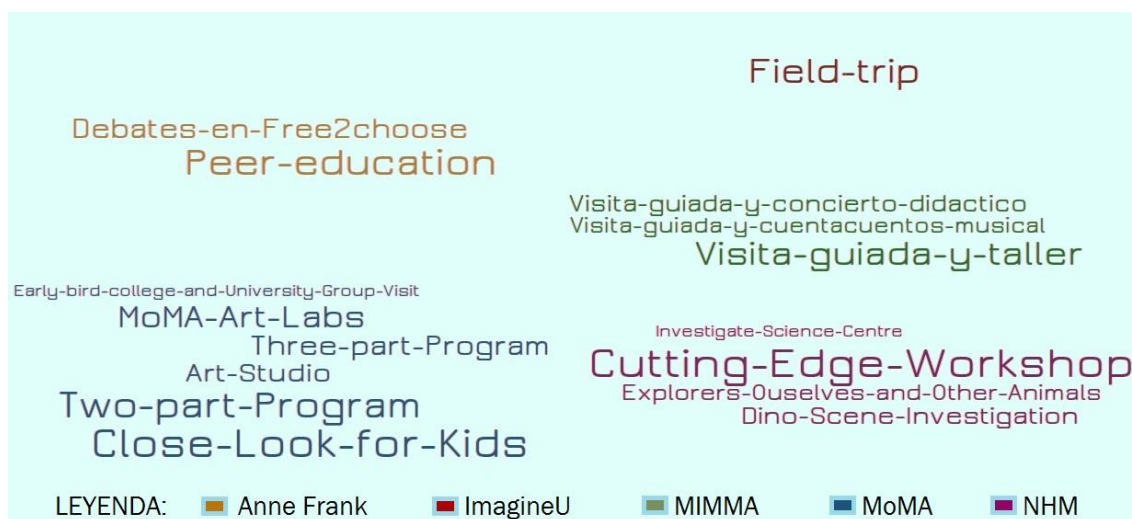 Field-trip
Debates-en-Free2choose
Peer-education
Visita-guiada-y-concierto-didactico
Visita-guiada-y-cuentacuentos-musical
Visita-guiada-y-taller
Early-bird-college-and-University-Group-Visit
MoMA-Art-Labs
Three-part-Program
Art-Studio
Two-part-Program
Close-Look-for-Kids
Investigate-Science-Centre
Cutting-Edge-Workshop
Explorers-Ouselves-and-Other-Animals
Dino-Scene-Investigation
LEYENDA: Anne Frank ImagineU MIMMA MoMA NHM